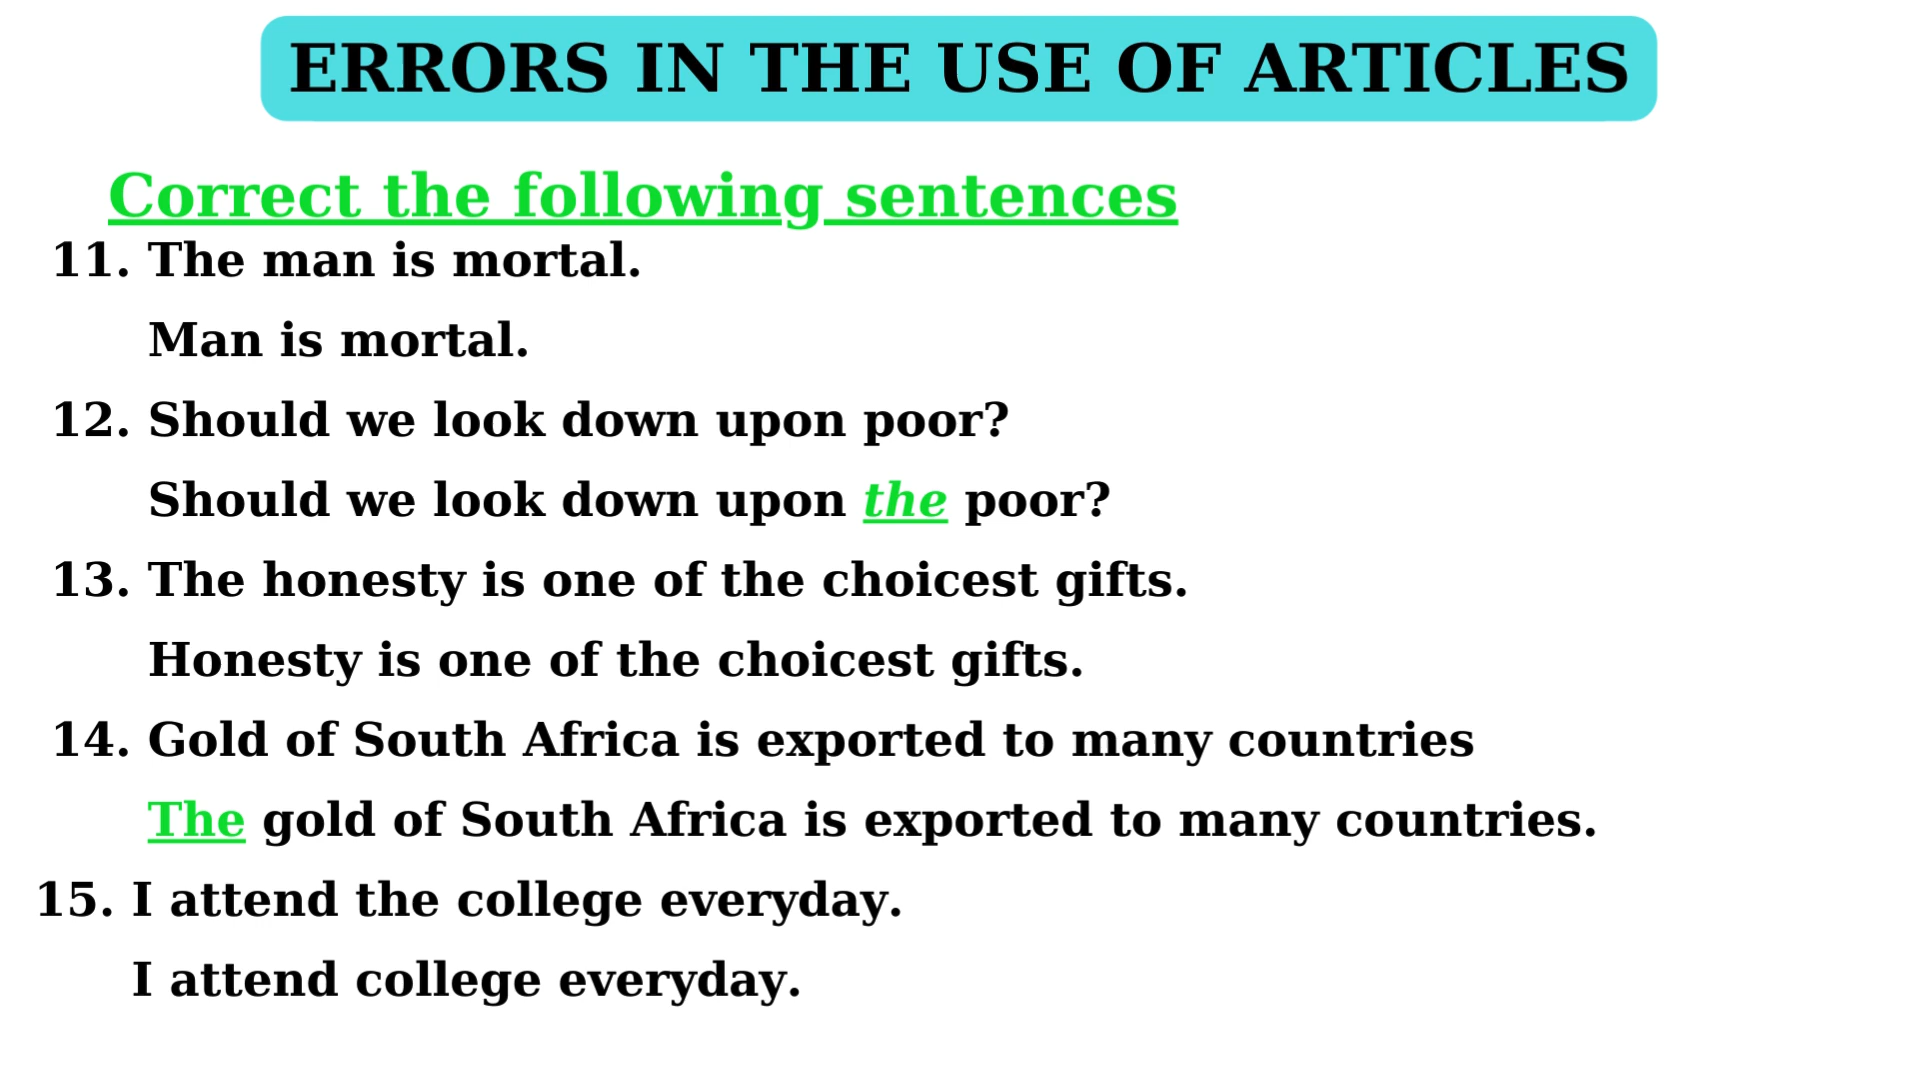 ERRORS IN THE USE OF ARTICLES
Correct the following sentences
11. The man is mortal.
Man is mortal.
12. Should we look down upon poor?
Should we look down upon the poor?
13. The honesty is one of the choicest gifts.
Honesty is one of the choicest gifts.
14. Gold of South Africa is exported to many countries
The gold of South Africa is exported to many countries.
15. I attend the college everyday.
I attend college everyday.